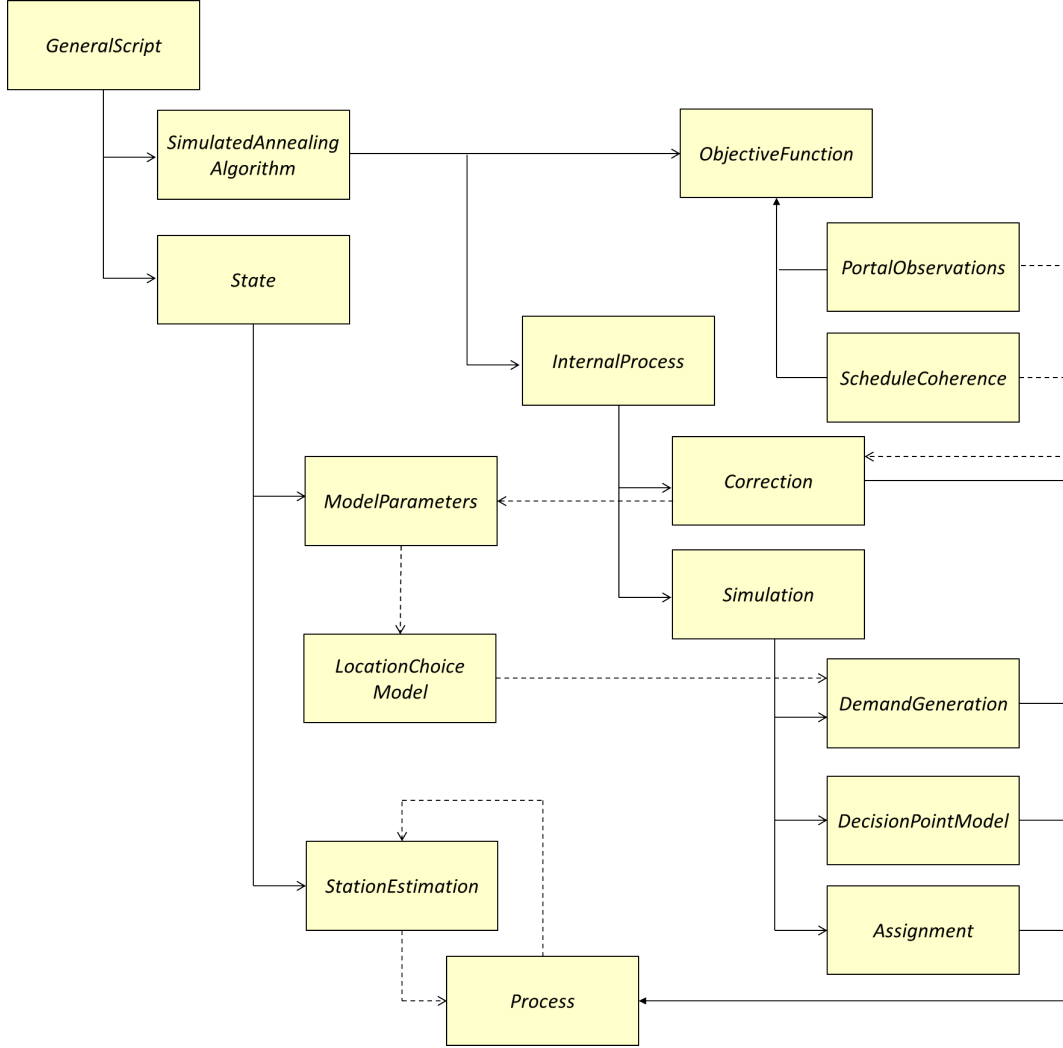 GeneralScript
SimulatedAnnealing
Algorithm
ObjectiveFunction
State
PortalObservations
InternalProcess
ScheduleCoherence
ModelParameters
Correction
Simulation
LocationChoice
Model
DemandGeneration
DecisionPointModel
StationEstimation
Assignment
Process